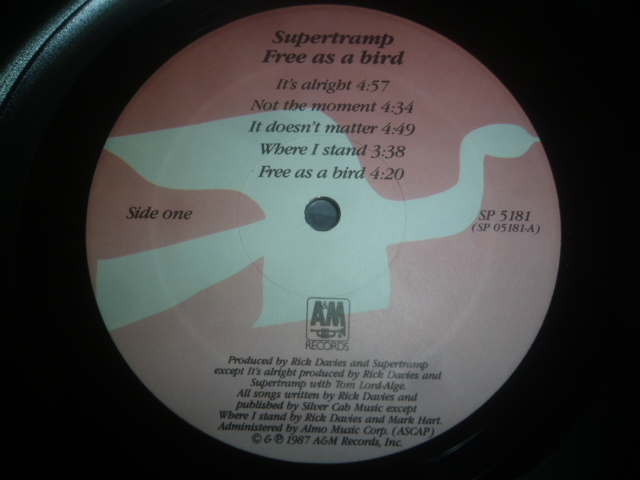 Supertramp
Free as a bird
It's alright 4:57
Not the moment 4:34
It doesn't matter 4:49
Where I stand 3:38
Free as a bird 4:20
Side one
SP 5181
(SP 05181-A)
A&M
RECORDS
Produced by Rick Davies and Supertramp
except It's alright produced by Rick Davies and
Supertramp with Tom Lord-Alge.
All songs written by Rick Davies and
published by Silver Cab Music except
Where I stand by Rick Davies and Mark Hart.
Administered by Almo Music Corp. (ASCAP)
© & ℗ 1987 A&M Records, Inc.